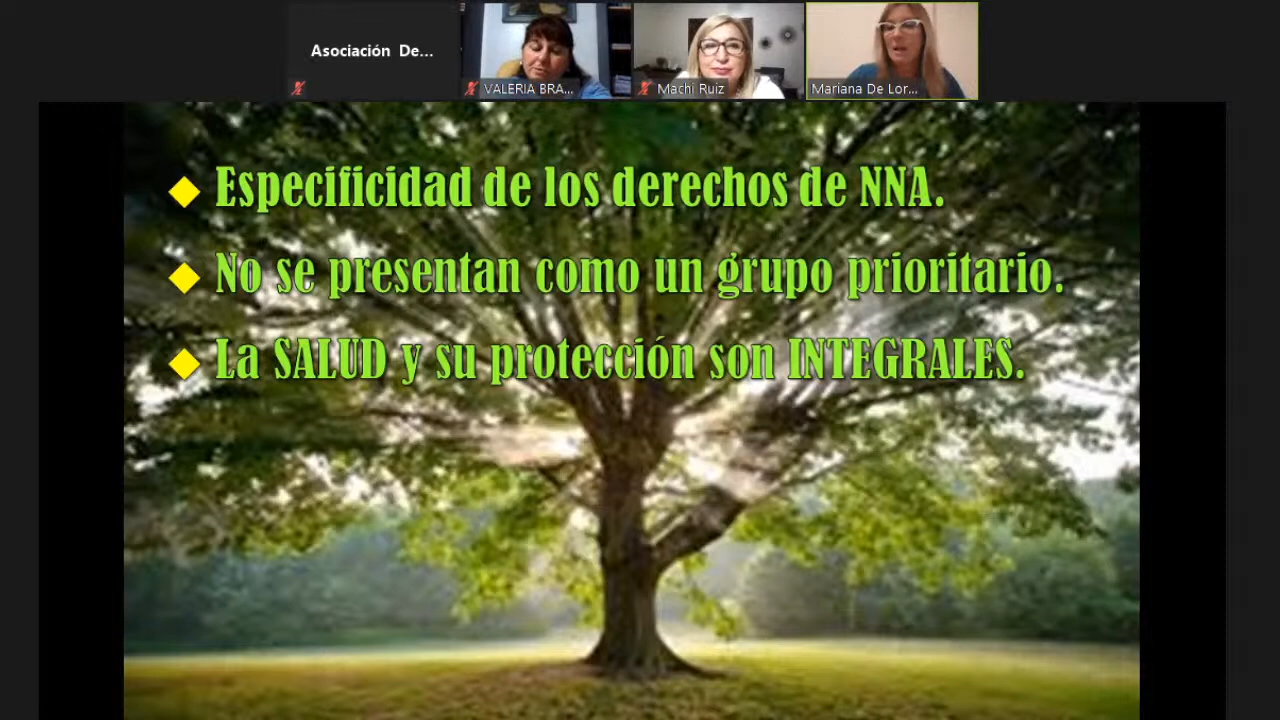 Asociación De...
VALERIA BRA...
Machi Ruiz
Mariana De Lor...
Especificidad de los derechos de NNA.
No se presentan como un grupo prioritario.
La SALUD y su protección son INTEGRALES.